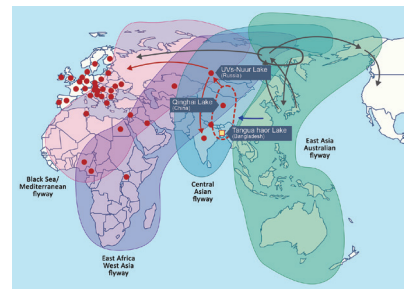 UVs-Nuur Lake
(Russia)
Qinghai Lake
(China)
Tangua haor Lake
(Bangladesh)
East Asia
Australian
flyway
Black Sea/
Mediterranean
flyway
Central
Asian
flyway
East Africa
West Asia
flyway